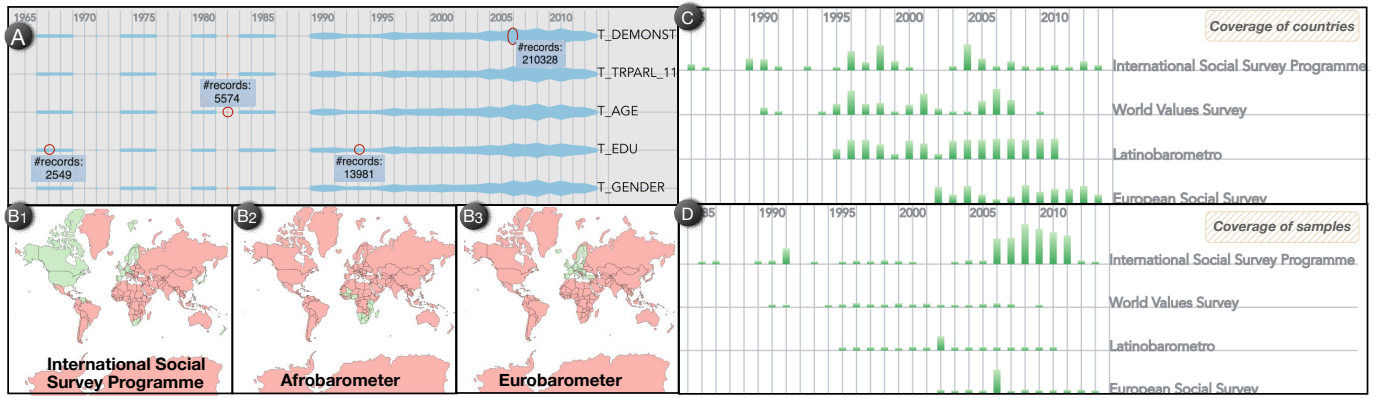 A
1965 1970 1975 1980 1985 1990 1995 2000 2005 2010
T_DEMONST
#records:
210328
T_TRPARL_11
#records:
5574
T_AGE
T_EDU
#records:
2549
#records:
13981
T_GENDER
B1
International Social
Survey Programme
B2
Afrobarometer
B3
Eurobarometer
C
1990 1995 2000 2005 2010
Coverage of countries
International Social Survey Programme
World Values Survey
Latinobarometro
European Social Survey
D
85 1990 1995 2000 2005 2010
Coverage of samples
International Social Survey Programme
World Values Survey
Latinobarometro
European Social Survey